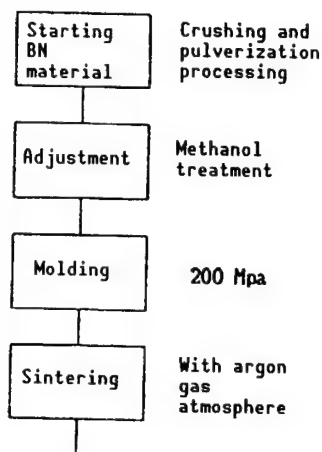 Starting
BN
material
Crushing and
pulverization
processing
Adjustment
Methanol
treatment
Molding
200 Mpa
Sintering
With argon
gas
atmosphere